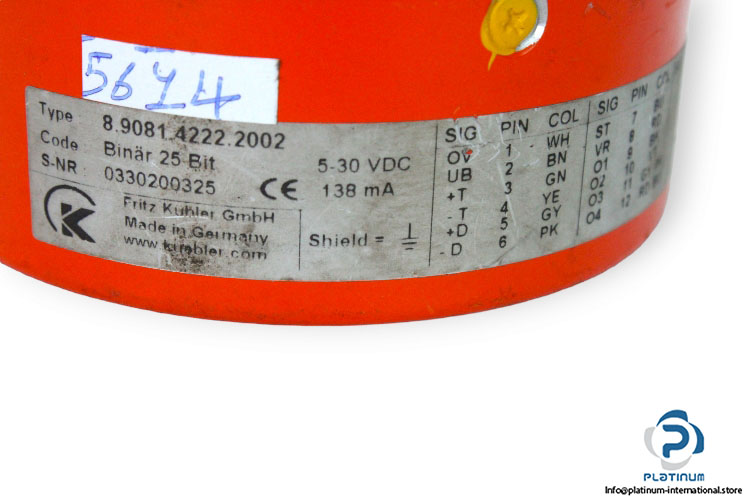 5614
Type 8.9081.4222.2002
Code Binär 25-Bit
S-NR 0330200325 CE
5-30 VDC
138 mA
K
Fritz Kübler GmbH
Made in Germany
www.kuebler.com
Shield =
SIG PIN COL
OV 1 WH
UB 2 BN
+T 3 GN
-T 4 YE
+D 5 GY
-D 6 PK
SIG PIN COL
ST 7
VR 8
O1 9
O2 10
O3 11
O4 12
P
PLATINUM
Info@platinum-international.store